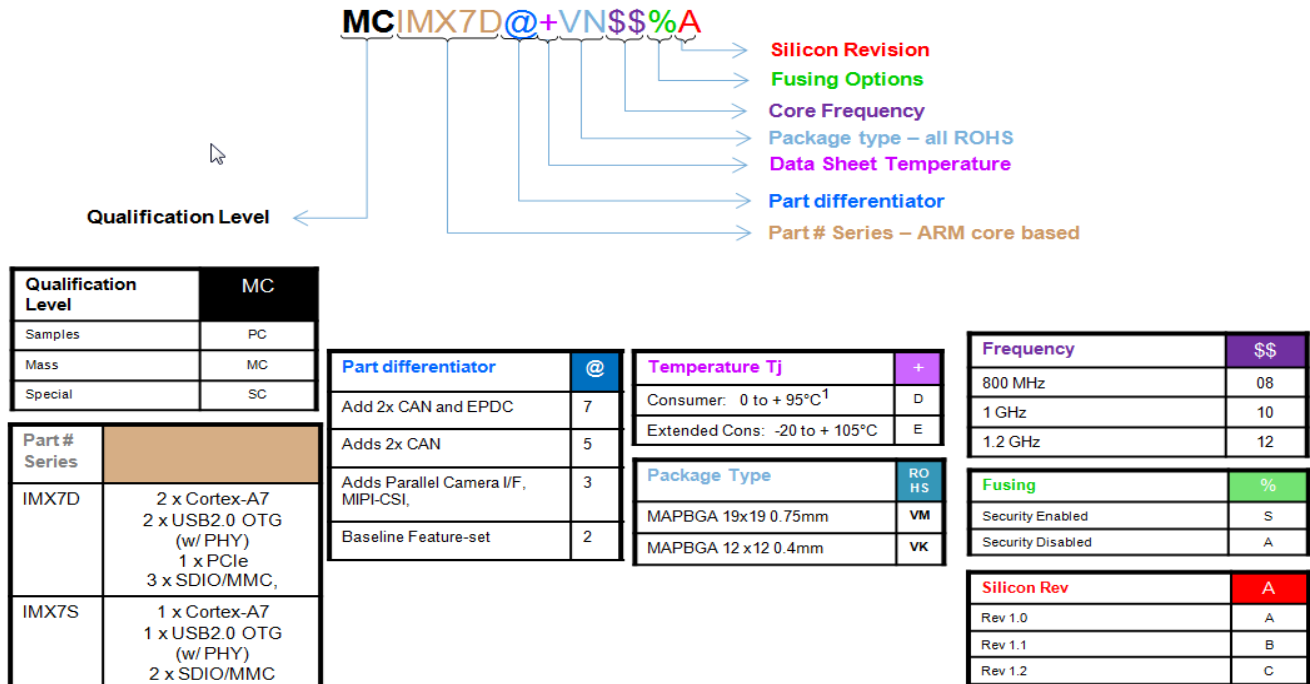 MCIMX7D@+VN$$%A
Silicon Revision
Fusing Options
Core Frequency
Package type – all ROHS
Data Sheet Temperature
Part differentiator
Qualification Level
Part # Series – ARM core based
Qualification Level MC
Samples PC
Mass MC
Special SC
Part # Series
IMX7D 2 x Cortex-A7
2 x USB2.0 OTG
(w/ PHY)
1 x PCIe
3 x SDIO/MMC,
IMX7S 1 x Cortex-A7
1 x USB2.0 OTG
(w/ PHY)
2 x SDIO/MMC
Part differentiator @
Add 2x CAN and EPDC 7
Adds 2x CAN 5
Adds Parallel Camera I/F, 3
MIPI-CSI,
Baseline Feature-set 2
Temperature Tj +
Consumer: 0 to + 95°C1 D
Extended Cons: -20 to + 105°C E
Package Type ROHS
MAPBGA 19x19 0.75mm VM
MAPBGA 12 x12 0.4mm VK
Frequency $$
800 MHz 08
1 GHz 10
1.2 GHz 12
Fusing %
Security Enabled S
Security Disabled A
Silicon Rev A
Rev 1.0 A
Rev 1.1 B
Rev 1.2 C